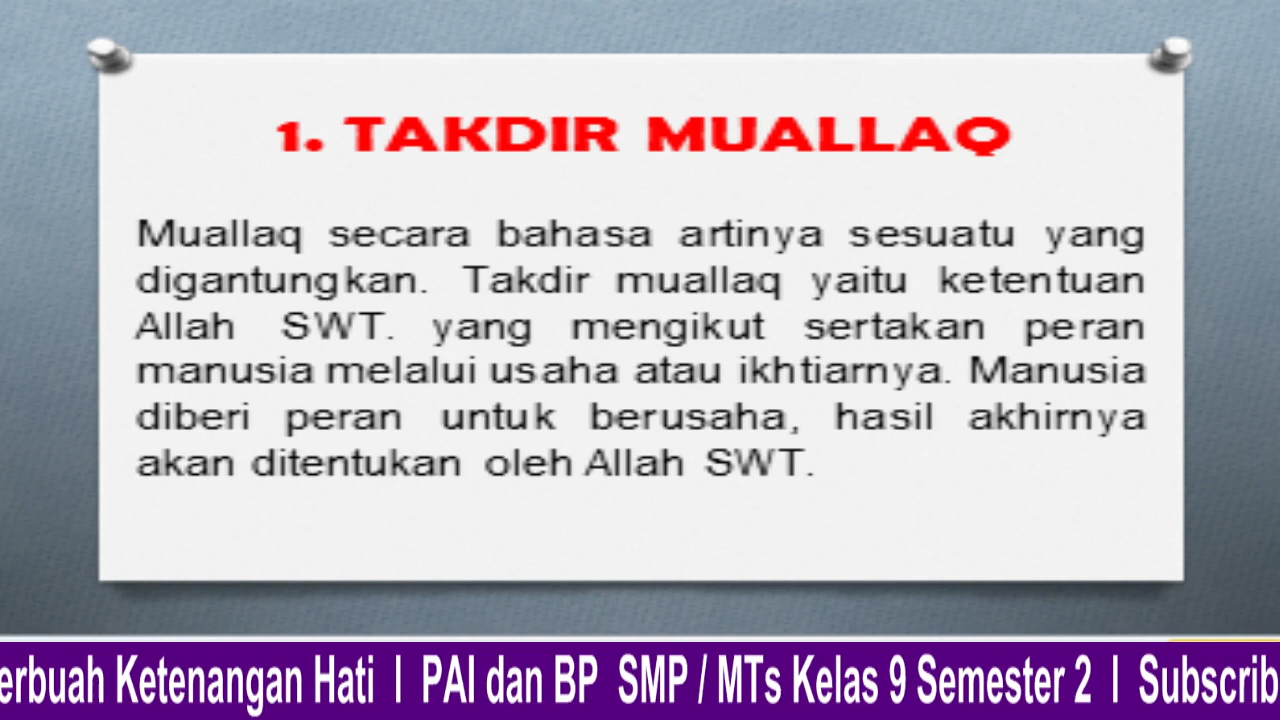 1. TAKDIR MUALLAQ
Muallaq secara bahasa artinya sesuatu yang
digantungkan. Takdir muallaq yaitu ketentuan
Allah SWT. yang mengikut sertakan peran
manusia melalui usaha atau ikhtiarnya. Manusia
diberi peran untuk berusaha, hasil akhirnya
akan ditentukan oleh Allah SWT.
erbuah Ketenangan Hati I PAI dan BP SMP / MTs Kelas 9 Semester 2 I Subscrib